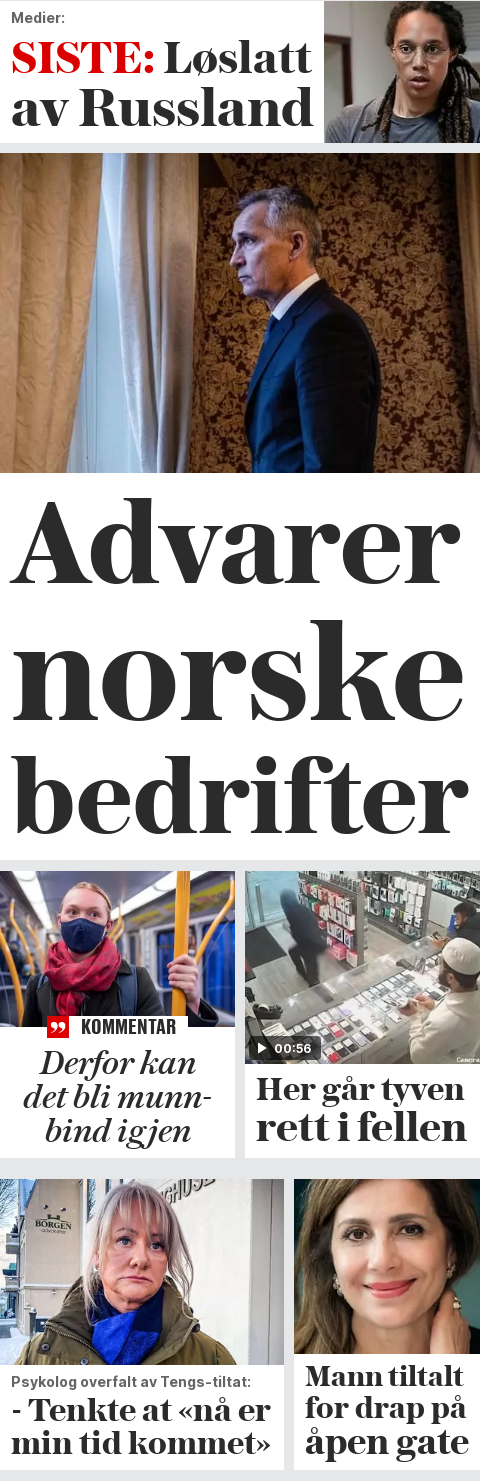 Medier:
SISTE: Løslatt
av Russland
Advarer
norske
bedrifter
KOMMENTAR
Derfor kan
det bli munn-
bind igjen
00:56
Camera
Her går tyven
rett i fellen
BORGEN
Psykolog overfalt av Tengs-tiltat:
- Tenkte at «nå er
min tid kommet»
Mann tiltalt
for drap på
åpen gate